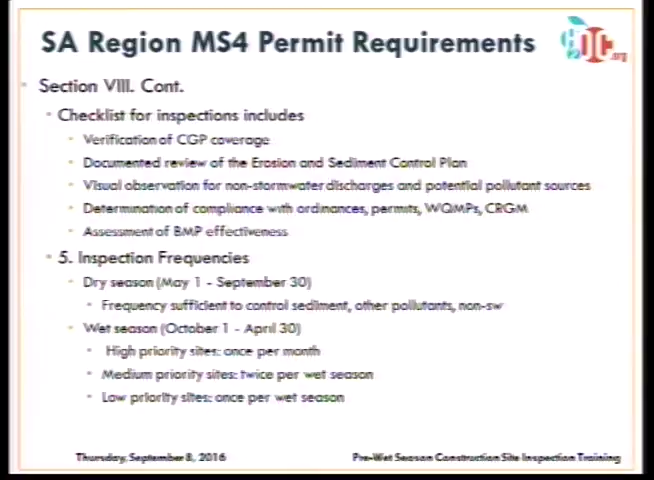 SA Region MS4 Permit Requirements
H2OC.org
Section VIII. Cont.
Checklist for inspections includes
Verification of CGP coverage
Documented review of the Erosion and Sediment Control Plan
Visual observation for non-stormwater discharges and potential pollutant sources
Determination of compliance with ordinances, permits, WQMPs, CRGM
Assessment of BMP effectiveness
5. Inspection Frequencies
Dry season (May 1 - September 30)
Frequency sufficient to control sediment, other pollutants, non-sw
Wet season (October 1 - April 30)
High priority sites: once per month
Medium priority sites: twice per wet season
Low priority sites: once per wet season
Thursday, September 8, 2016
Pre-Wet Season Construction Site Inspection Training